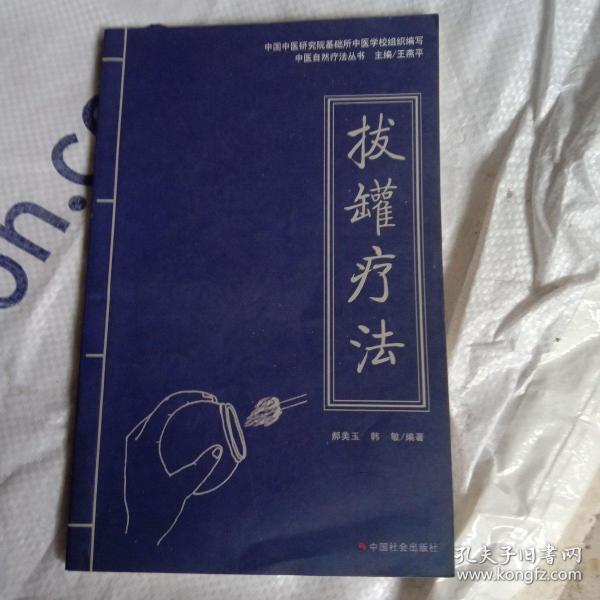 中国中医研究院基础所中医学校组织编写
中医自然疗法丛书 主编/王燕平
拔罐疗法
郝美玉 韩 敏/编著
中国社会出版社
on.c
孔夫子旧书网
www.kongfz.com